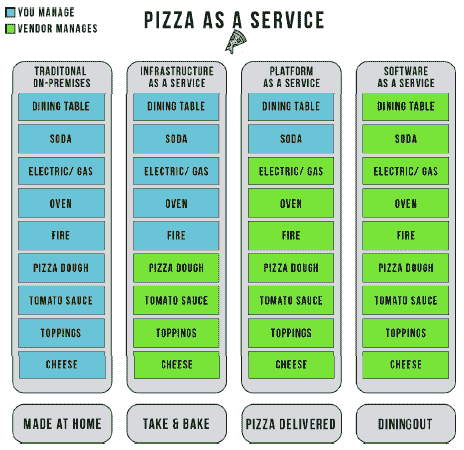 YOU MANAGE
VENDOR MANAGES
PIZZA AS A SERVICE
TRADITONAL
ON-PREMISES
DINING TABLE
SODA
ELECTRIC/ GAS
OVEN
FIRE
PIZZA DOUGH
TOMATO SAUCE
TOPPINGS
CHEESE
MADE AT HOME
INFRASTRUCTURE
AS A SERVICE
DINING TABLE
SODA
ELECTRIC/ GAS
OVEN
FIRE
PIZZA DOUGH
TOMATO SAUCE
TOPPINGS
CHEESE
TAKE & BAKE
PLATFORM
AS A SERVICE
DINING TABLE
SODA
ELECTRIC/ GAS
OVEN
FIRE
PIZZA DOUGH
TOMATO SAUCE
TOPPINGS
CHEESE
PIZZA DELIVERED
SOFTWARE
AS A SERVICE
DINING TABLE
SODA
ELECTRIC/ GAS
OVEN
FIRE
PIZZA DOUGH
TOMATO SAUCE
TOPPINGS
CHEESE
DININGOUT